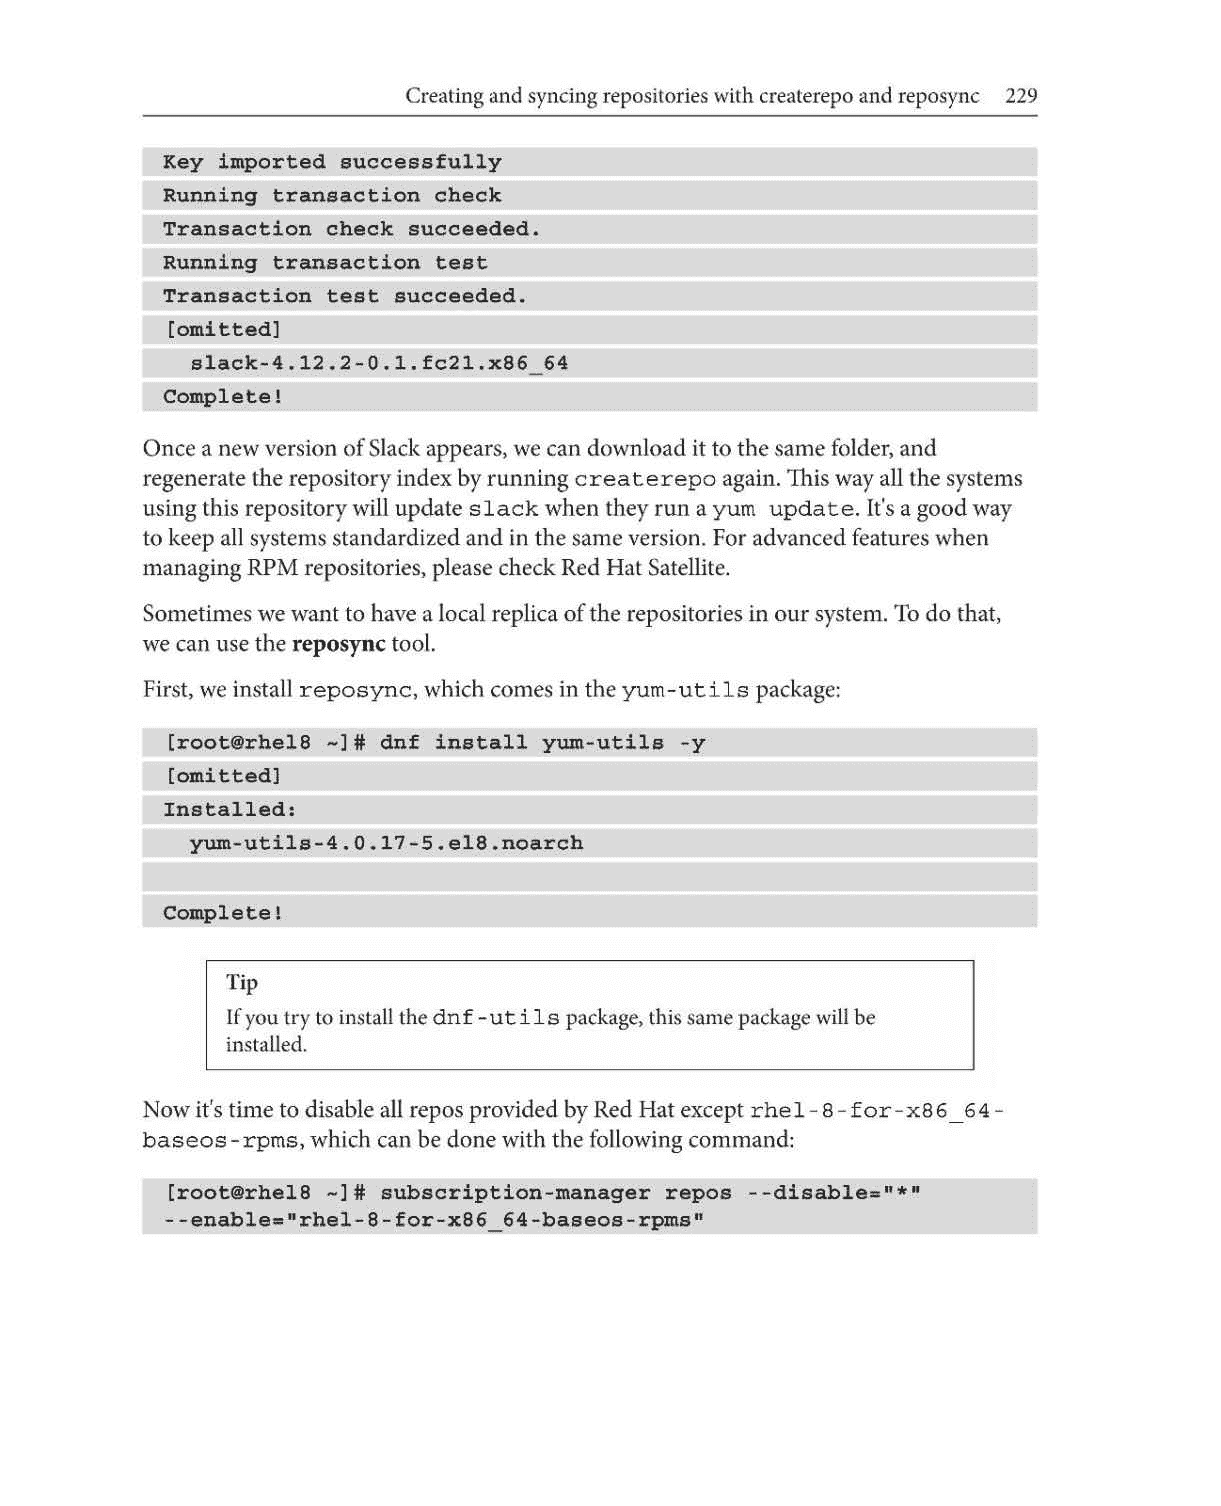 Creating and syncing repositories with createrepo and reposync 229
Key imported successfully
Running transaction check
Transaction check succeeded.
Running transaction test
Transaction test succeeded.
[omitted]
slack-4.12.2-0.1.fc21.x86_64
Complete!
Once a new version of Slack appears, we can download it to the same folder, and
regenerate the repository index by running createrepo again. This way all the systems
using this repository will update slack when they run a yum update. It's a good way
to keep all systems standardized and in the same version. For advanced features when
managing RPM repositories, please check Red Hat Satellite.
Sometimes we want to have a local replica of the repositories in our system. To do that,
we can use the reposync tool.
First, we install reposync, which comes in the yum-utils package:
[root@rhel8 ~]# dnf install yum-utils -y
[omitted]
Installed:
yum-utils-4.0.17-5.el8.noarch
Complete!
Tip
If you try to install the dnf-utils package, this same package will be
installed.
Now it's time to disable all repos provided by Red Hat except rhel-8-for-x86_64-
baseos-rpms, which can be done with the following command:
[root@rhel8 ~]# subscription-manager repos --disable="*"
--enable="rhel-8-for-x86_64-baseos-rpms"